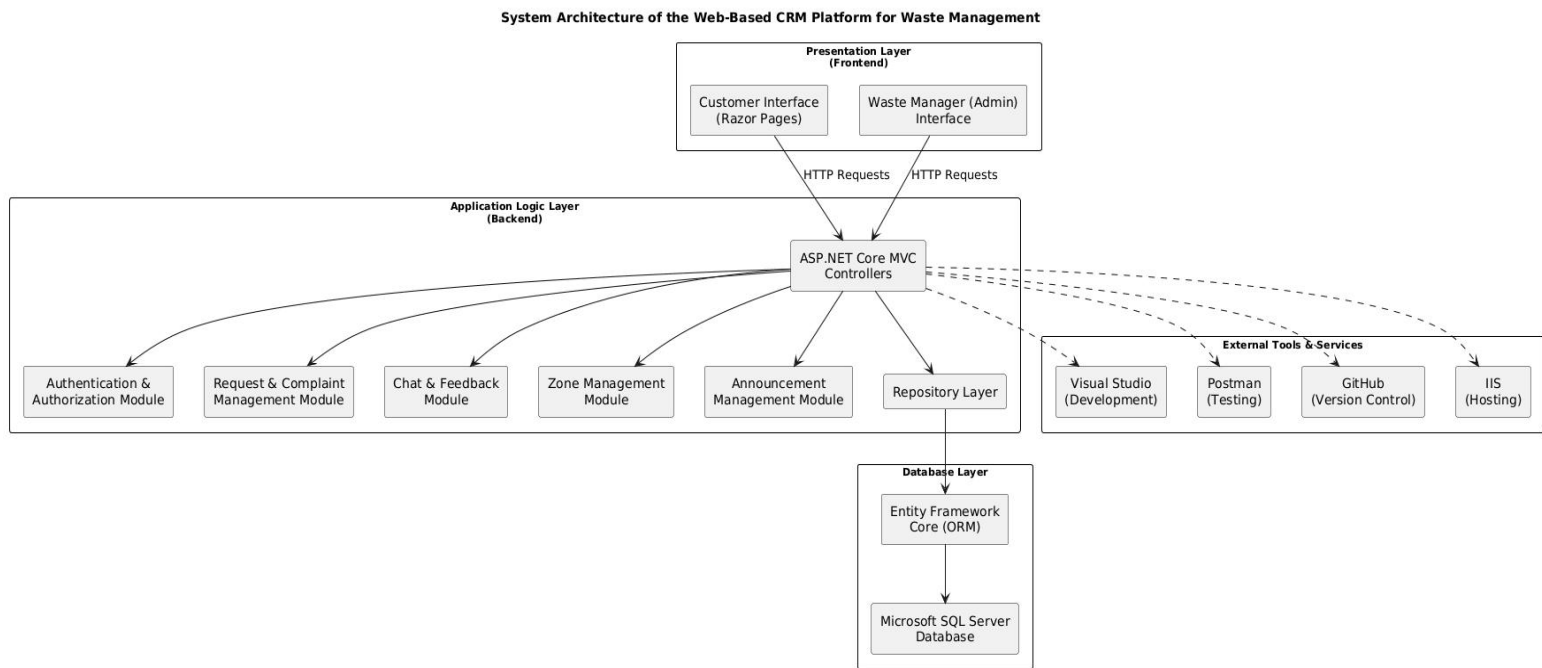 System Architecture of the Web-Based CRM Platform for Waste Management
Presentation Layer
(Frontend)
Customer Interface
(Razor Pages)
Waste Manager (Admin)
Interface
HTTP Requests
HTTP Requests
Application Logic Layer
(Backend)
ASP.NET Core MVC
Controllers
Authentication &
Authorization Module
Request & Complaint
Management Module
Chat & Feedback
Module
Zone Management
Module
Announcement
Management Module
Repository Layer
External Tools & Services
Visual Studio
(Development)
Postman
(Testing)
GitHub
(Version Control)
IIS
(Hosting)
Database Layer
Entity Framework
Core (ORM)
Microsoft SQL Server
Database